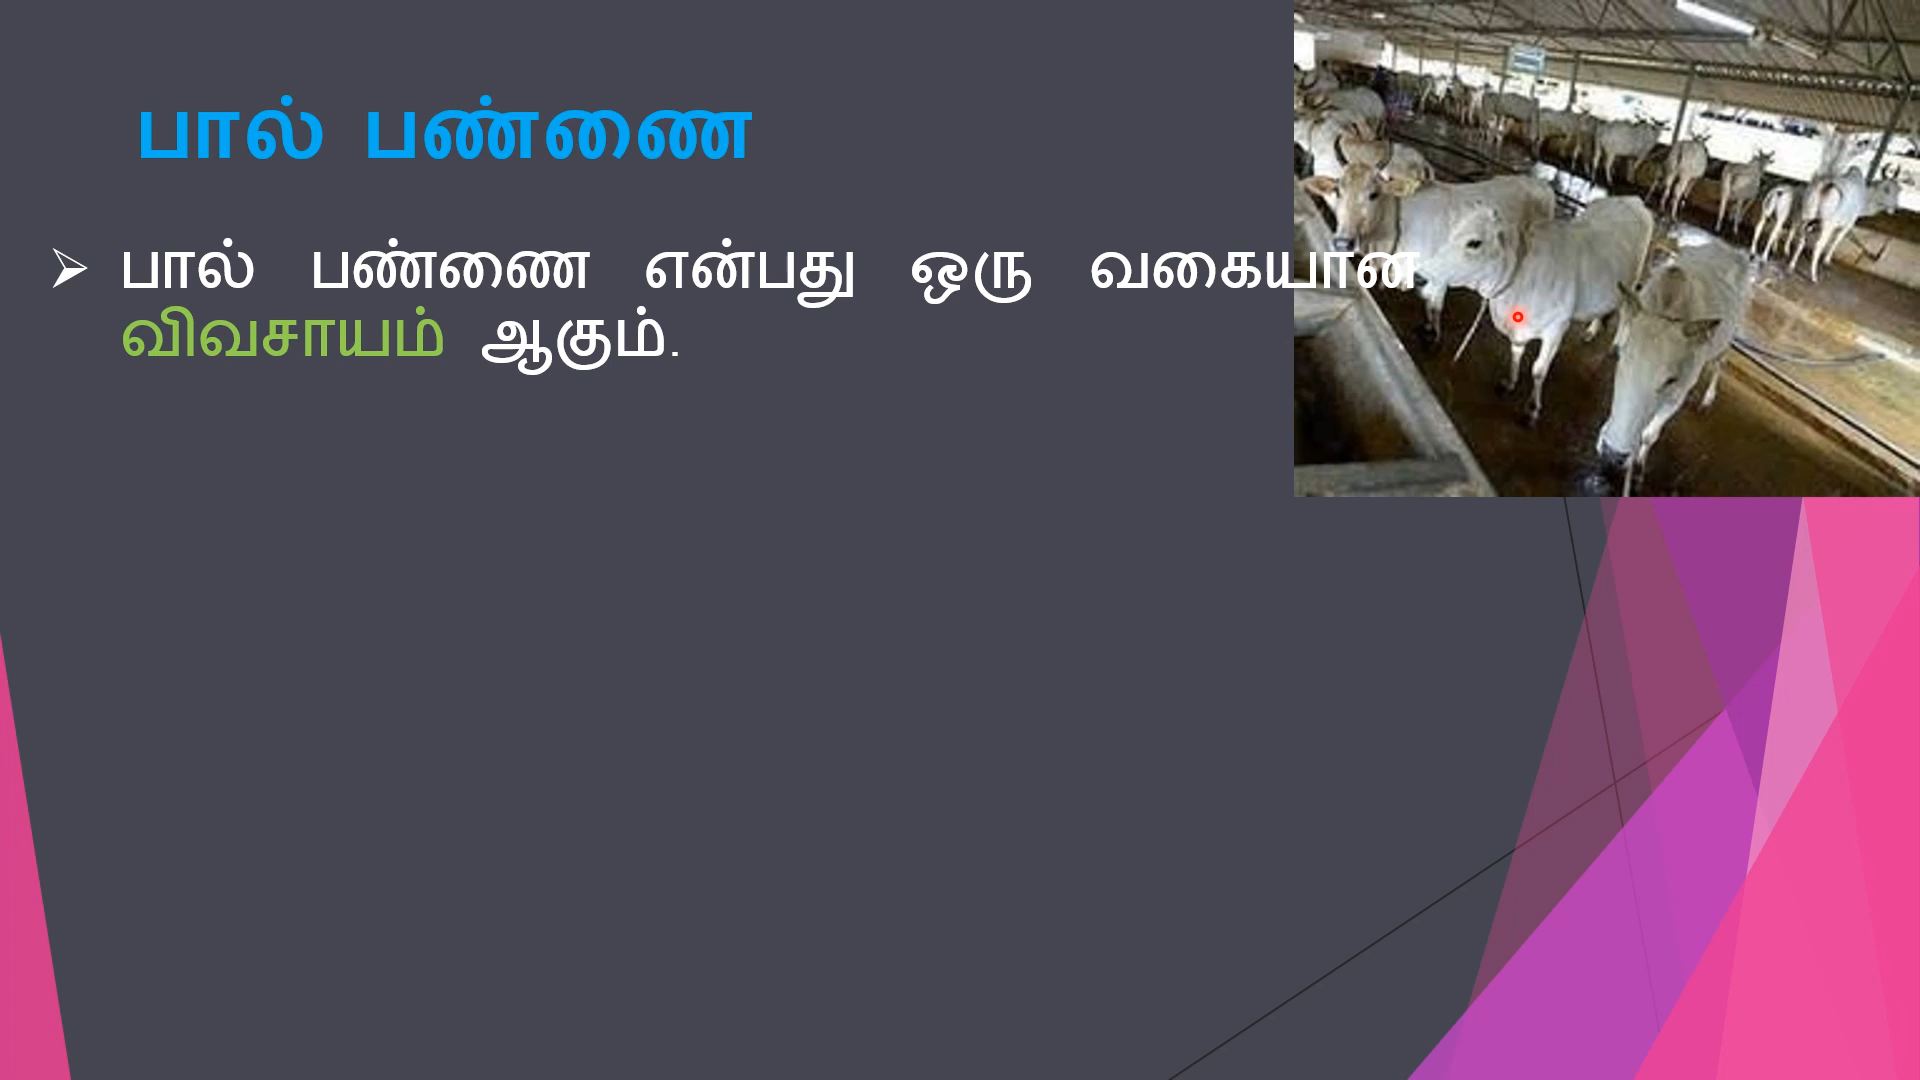 பால் பண்ணை
பால் பண்ணை என்பது ஒரு வகையான
விவசாயம் ஆகும்.